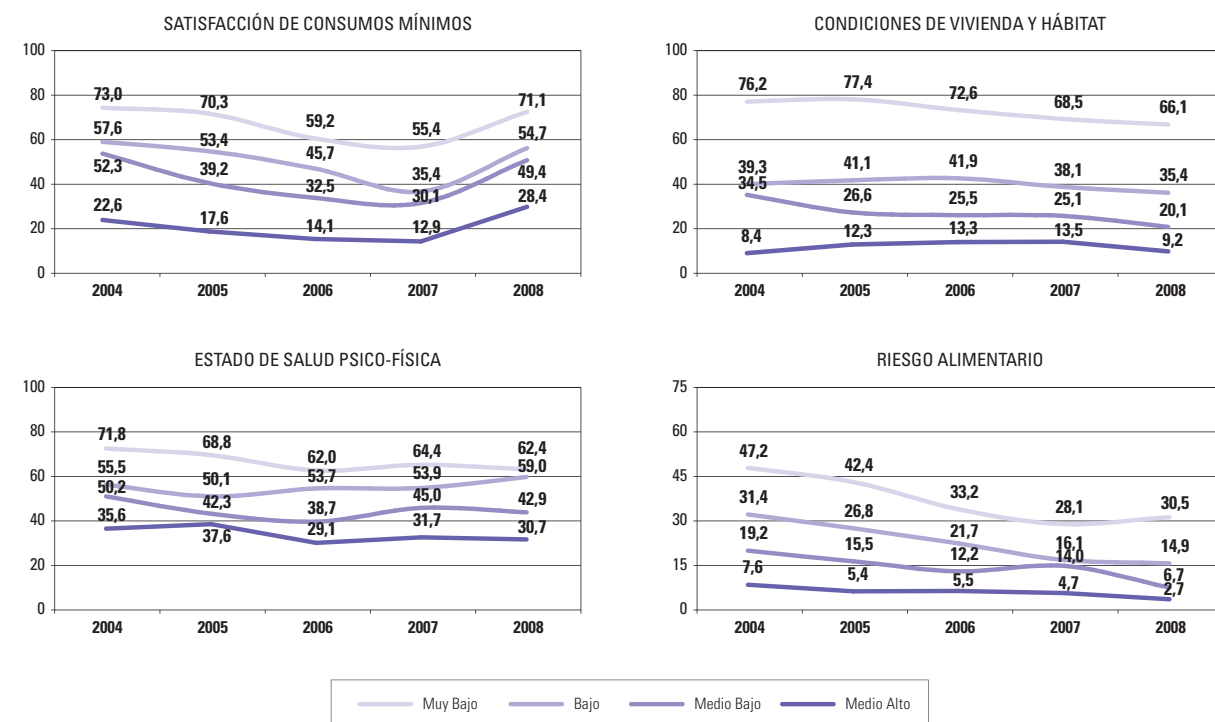 SATISFACCIÓN DE CONSUMOS MÍNIMOS
100
80
60
40
20
0
73,0 70,3 59,2 55,4 71,1
57,6 53,4 45,7 35,4 54,7
52,3 39,2 32,5 30,1 49,4
22,6 17,6 14,1 12,9 28,4
2004 2005 2006 2007 2008
CONDICIONES DE VIVIENDA Y HÁBITAT
100
80
60
40
20
0
76,2 77,4 72,6 68,5 66,1
39,3 41,1 41,9 38,1 35,4
34,5 26,6 25,5 25,1 20,1
8,4 12,3 13,3 13,5 9,2
2004 2005 2006 2007 2008
ESTADO DE SALUD PSICO-FÍSICA
100
80
60
40
20
0
71,8 68,8 62,0 64,4 62,4
55,5 50,1 53,7 53,9 59,0
50,2 42,3 38,7 45,0 42,9
35,6 37,6 29,1 31,7 30,7
2004 2005 2006 2007 2008
RIESGO ALIMENTARIO
75
60
45
30
15
0
47,2 42,4 33,2 28,1 30,5
31,4 26,8 21,7 16,1 14,9
19,2 15,5 12,2 14,0 6,7
7,6 5,4 5,5 4,7 2,7
2004 2005 2006 2007 2008
Muy Bajo Bajo Medio Bajo Medio Alto